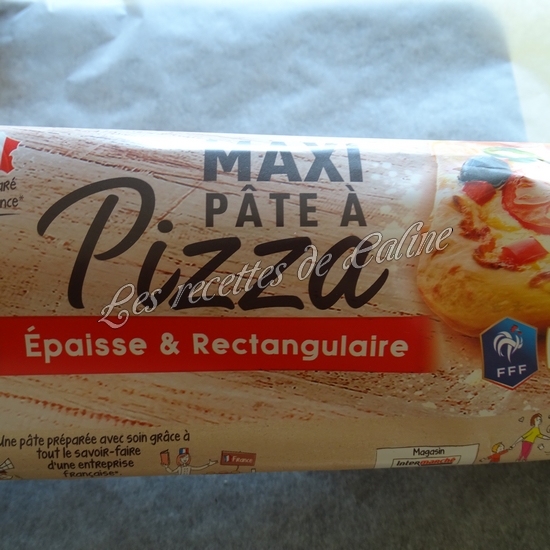 MAXI
PÂTE À
Pizza
Les recettes de Caline
Épaisse & Rectangulaire
FFF
Une pâte préparée avec soin grâce à
tout le savoir-faire
d'une entreprise
française*.
Magasin
Intermarché